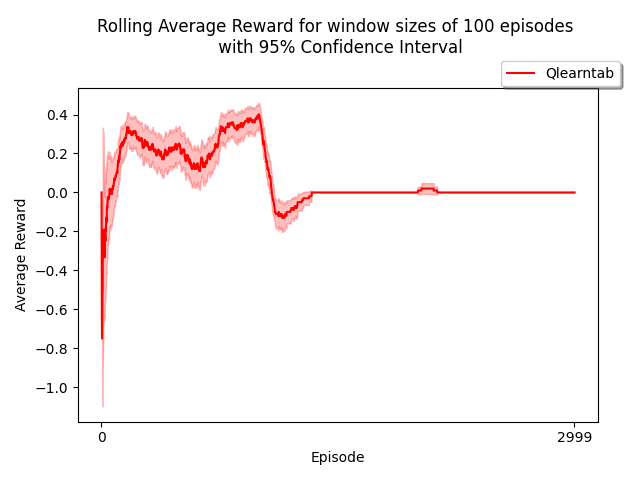 Rolling Average Reward for window sizes of 100 episodes
with 95% Confidence Interval
Qlearntab
0.4
0.2
0.0
−0.2
−0.4
−0.6
−0.8
−1.0
Average Reward
0
2999
Episode